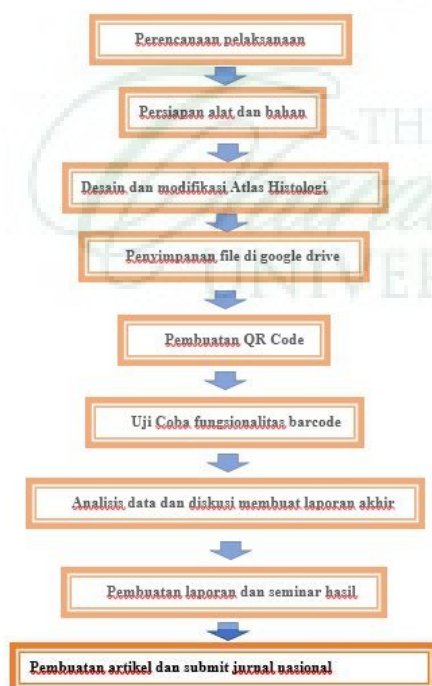 Perencanaan pelaksanaan
Persiapan alat dan bahan
THE
Desain dan modifikasi Atlas Histologi
Penyimpanan file di google drive
UNIVER
Pembuatan QR Code
Uji Coba fungsionalitas barcode
Analisis data dan diskusi membuat laporan akhir
Pembuatan laporan dan seminar hasil
Pembuatan artikel dan submit jurnal nasional